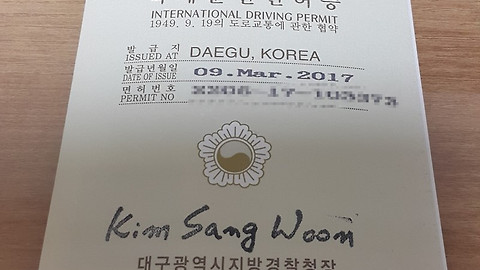 INTERNATIONAL DRIVING PERMIT
1949. 9. 19의 도로교통에 관한 협약
발 급 지
DAEGU, KOREA
발급년월일
DATE OF ISSUE
09.Mar.2017
면 허 번 호
PERMIT NO
Kim Sang Woon
대구광역시지방경찰청장